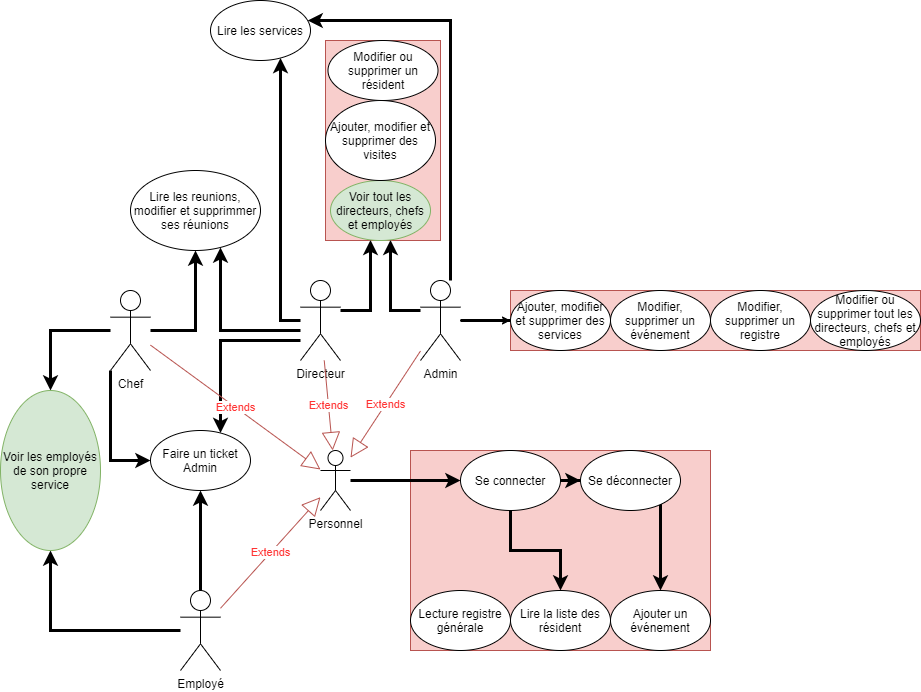 Lire les services
Modifier ou
supprimer un
résident
Ajouter, modifier et
supprimer des
visites
Voir tout les
directeurs, chefs
et employés
Lire les reunions,
modifier et supprimmer
ses réunions
Chef
Directeur
Admin
Ajouter, modifier
et supprimer des
services
Modifier,
supprimer un
événement
Modifier,
supprimer un
registre
Modifier ou
supprimer tout les
directeurs, chefs et
employés
Extends
Extends
Extends
Voir les employés
de son propre
service
Faire un ticket
Admin
Personnel
Se connecter
Se déconnecter
Extends
Lecture registre
générale
Lire la liste des
résident
Ajouter un
événement
Employé